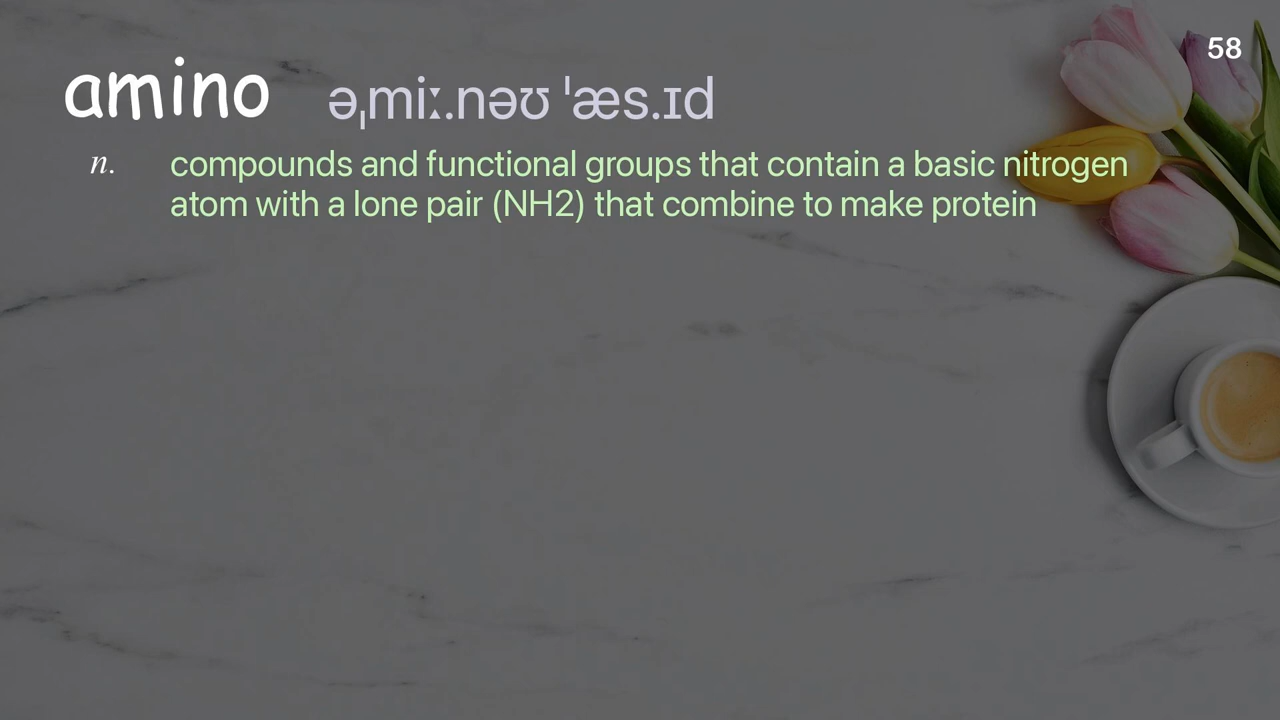 58
amino əˌmiː.nəʊ ˈæs.ɪd
n. compounds and functional groups that contain a basic nitrogen
atom with a lone pair (NH2) that combine to make protein